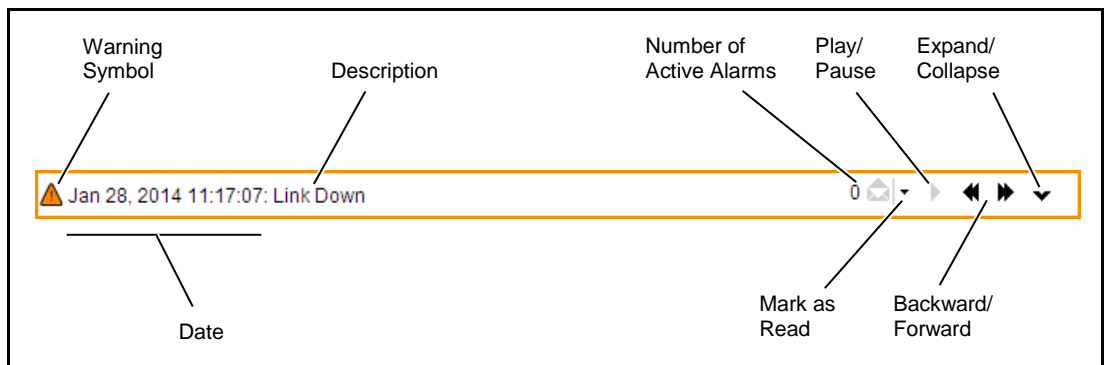 Warning
Symbol
Description
Number of
Active Alarms
Play/
Pause
Expand/
Collapse
Jan 28, 2014 11:17:07: Link Down
0
Date
Mark as
Read
Backward/
Forward